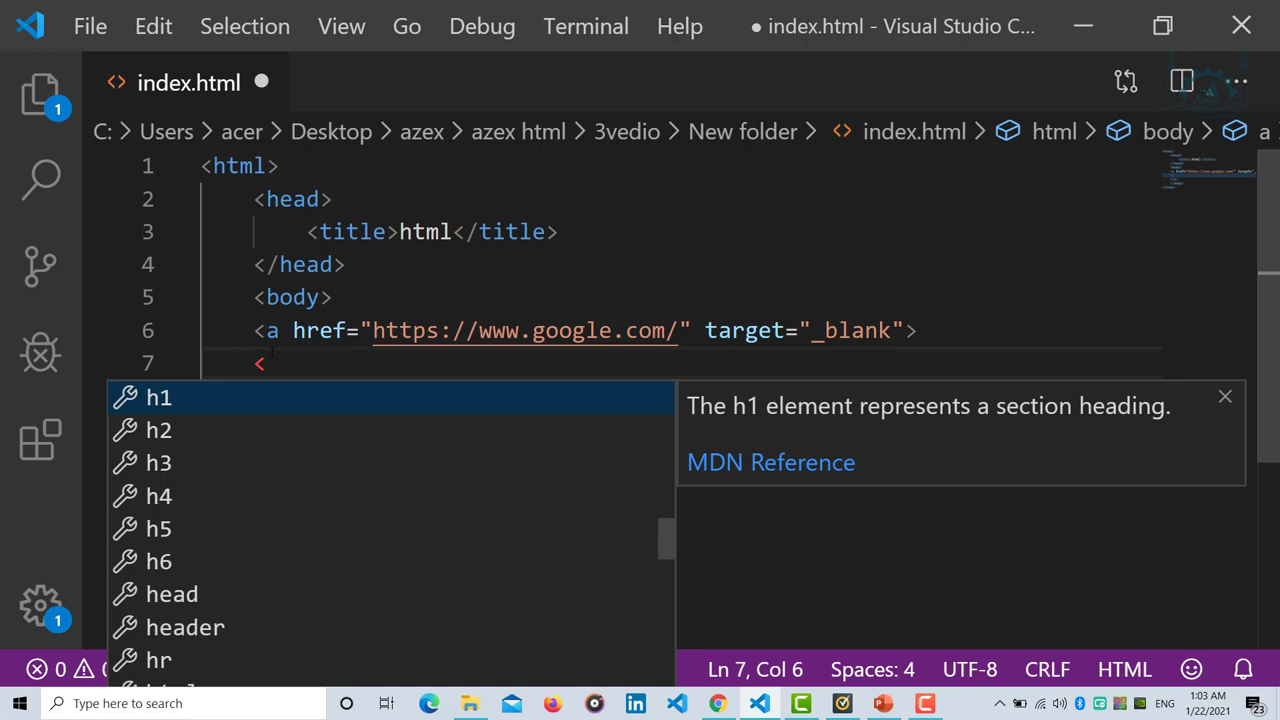 File Edit Selection View Go Debug Terminal Help ● index.html - Visual Studio C...
index.html
1
C: > Users > acer > Desktop > azex > azex html > 3vedio > New folder > index.html > html > body > a
1 <html>
2 <head>
3 <title>html</title>
4 </head>
5 <body>
6 <a href="https://www.google.com/" target="_blank">
7 <
h1
The h1 element represents a section heading.
h2
MDN Reference
h3
h4
h5
h6
head
header
hr
1
0 Ln 7, Col 6 Spaces: 4 UTF-8 CRLF HTML
Type here to search
ENG 1:03 AM
1/22/2021
23